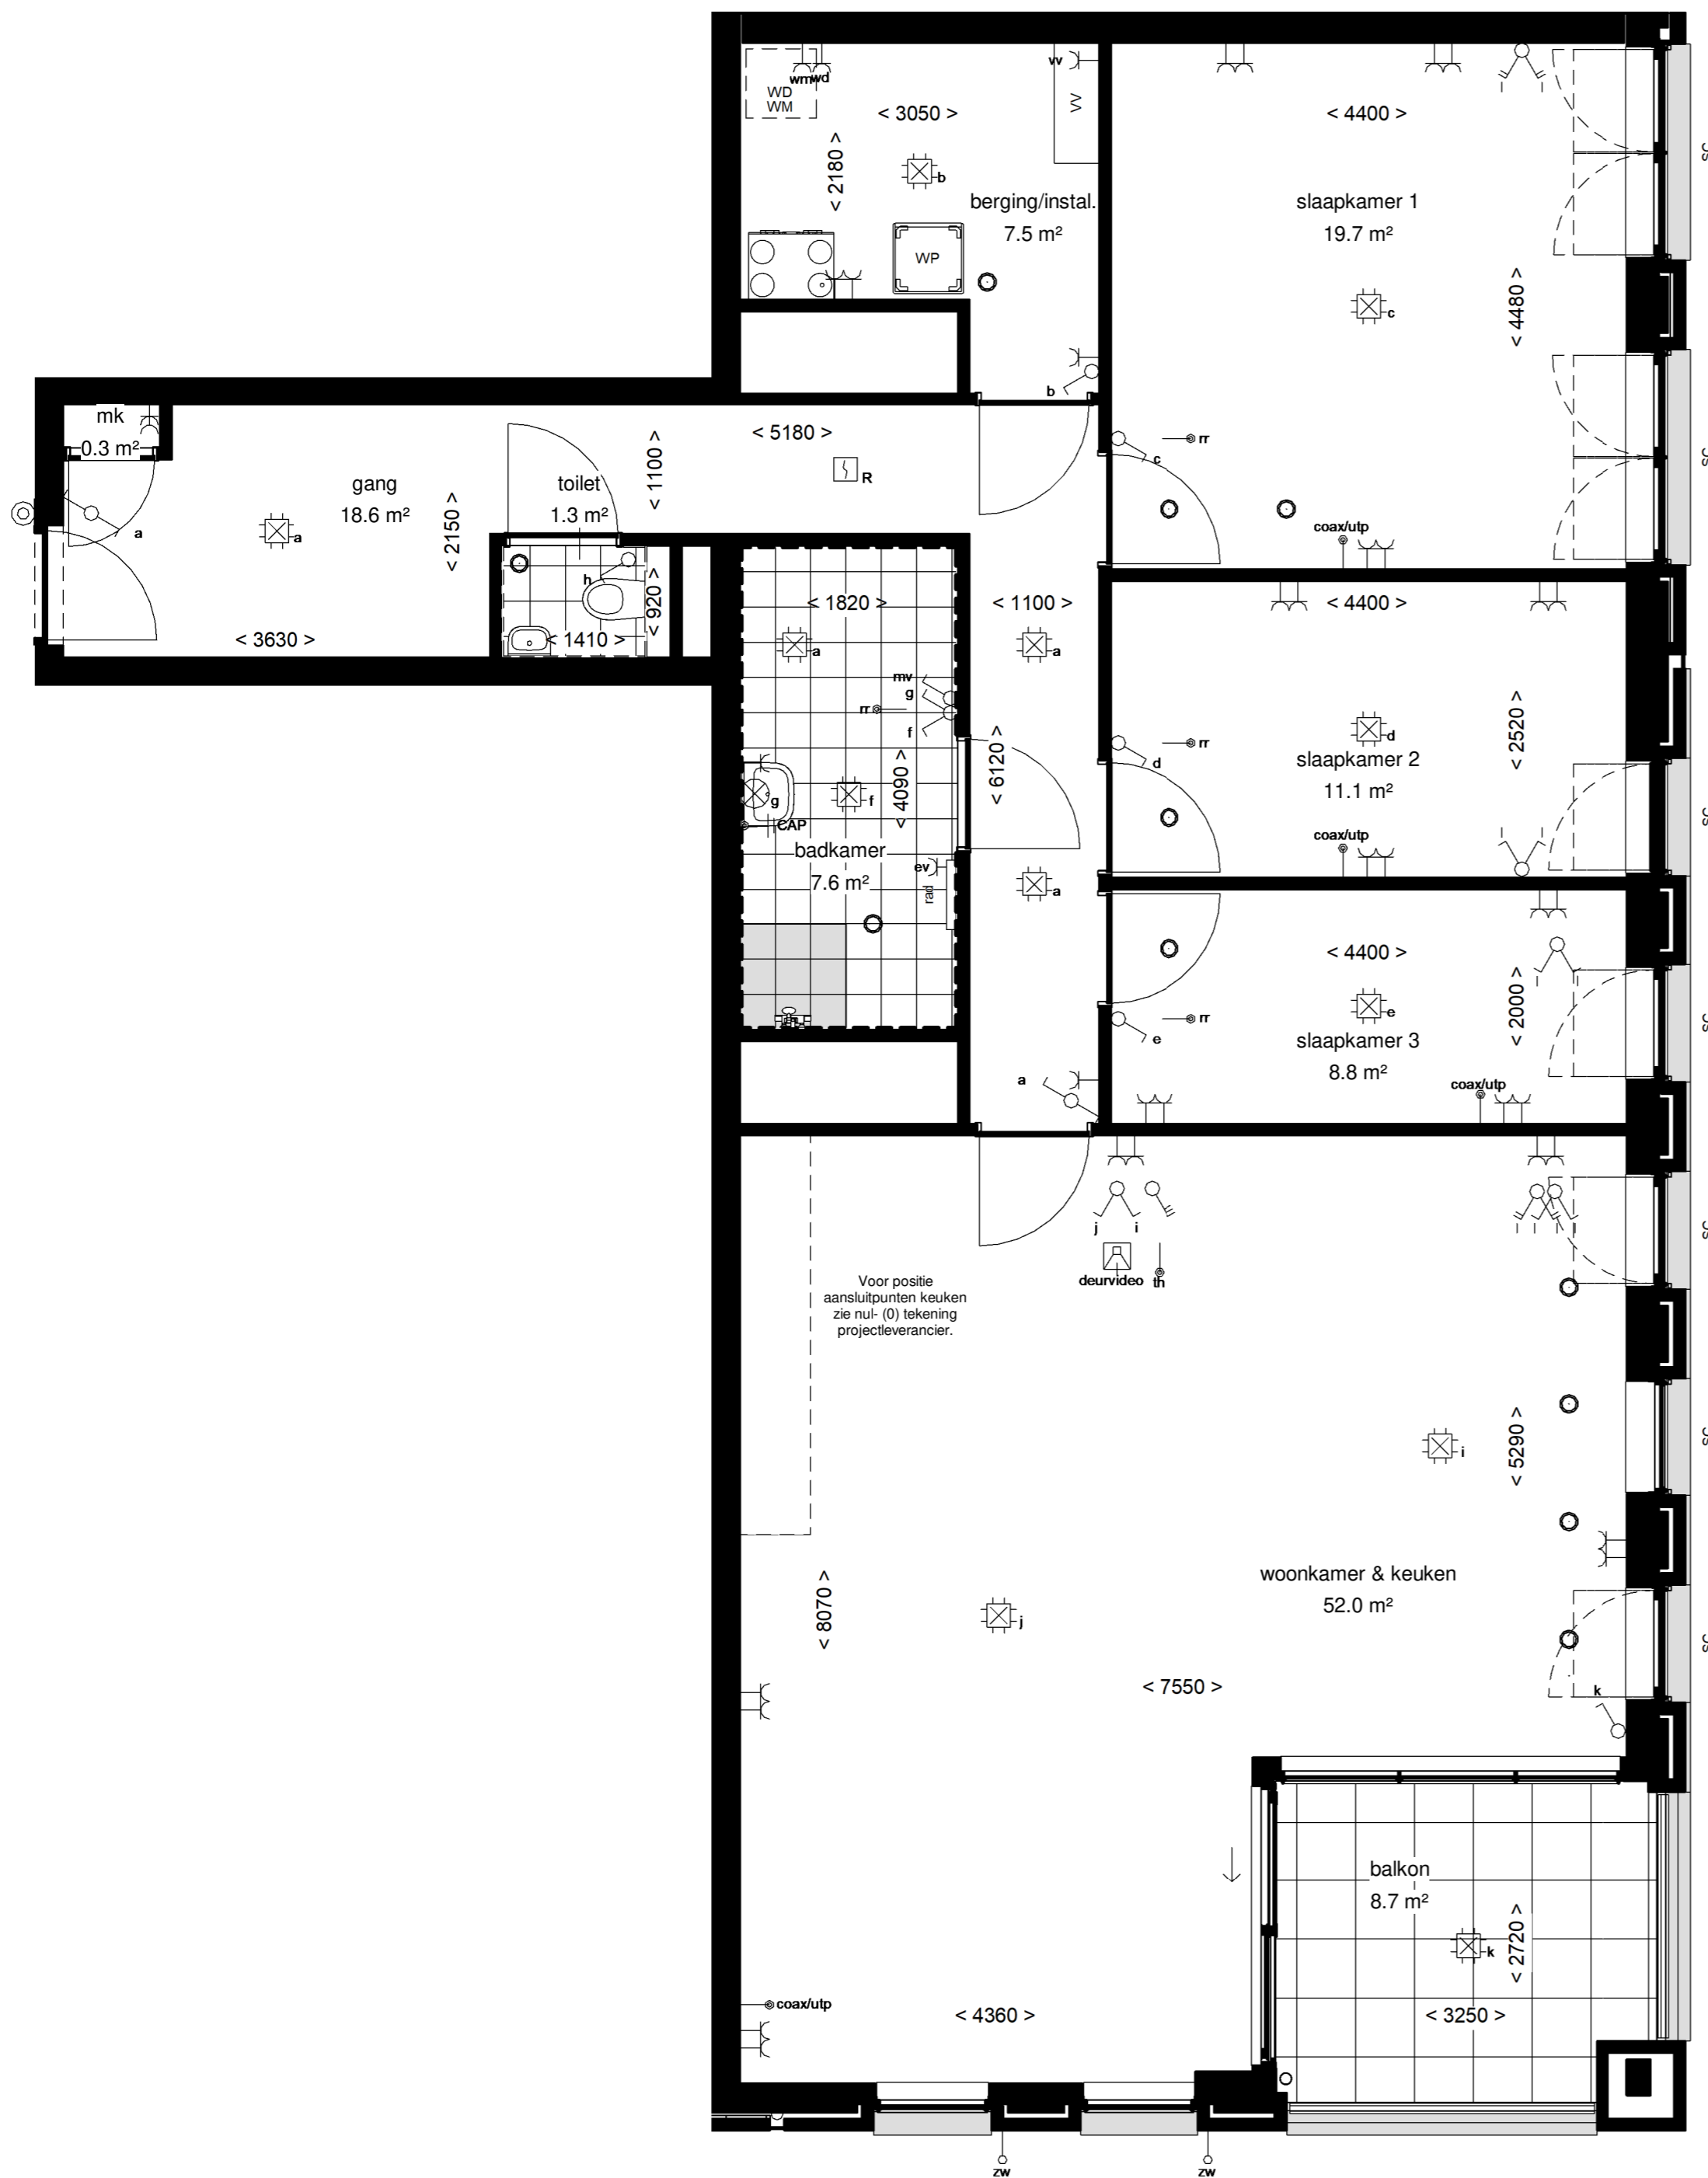 wm wd
WD
WM
< 3050 >
< 2180 >
b
vv
VV
berging/instal.
7.5 m²
WP
b
< 4400 >
slaapkamer 1
19.7 m²
< 4480 >
c
c
rr
coax/utp
mk
0.3 m²
a
gang
18.6 m²
a
< 2150 >
< 3630 >
toilet
1.3 m²
< 1100 >
< 5180 >
R
h
< 920 >
< 1410 >
< 1820 >
a
mv
g
rr
f
< 4090 >
g
f
CAP
badkamer
7.6 m²
ev
rad
< 1100 >
a
< 6120 >
a
a
< 4400 >
< 2520 >
d
slaapkamer 2
11.1 m²
d
rr
coax/utp
< 4400 >
< 2000 >
e
slaapkamer 3
8.8 m²
e
rr
coax/utp
j
i
deurvideo
th
Voor positie
aansluitpunten keuken
zie nul- (0) tekening
projectleverancier.
i
< 5290 >
woonkamer & keuken
52.0 m²
< 8070 >
j
< 7550 >
k
balkon
8.7 m²
k
< 2720 >
coax/utp
< 4360 >
< 3250 >
zw
zw